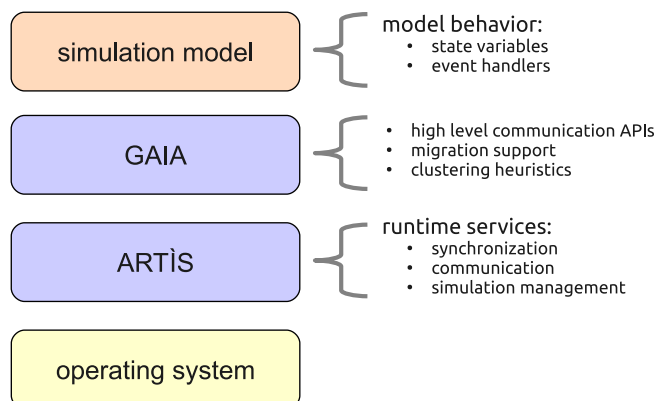 simulation model
model behavior:
• state variables
• event handlers
GAIA
• high level communication APIs
• migration support
• clustering heuristics
ARTÌS
runtime services:
• synchronization
• communication
• simulation management
operating system